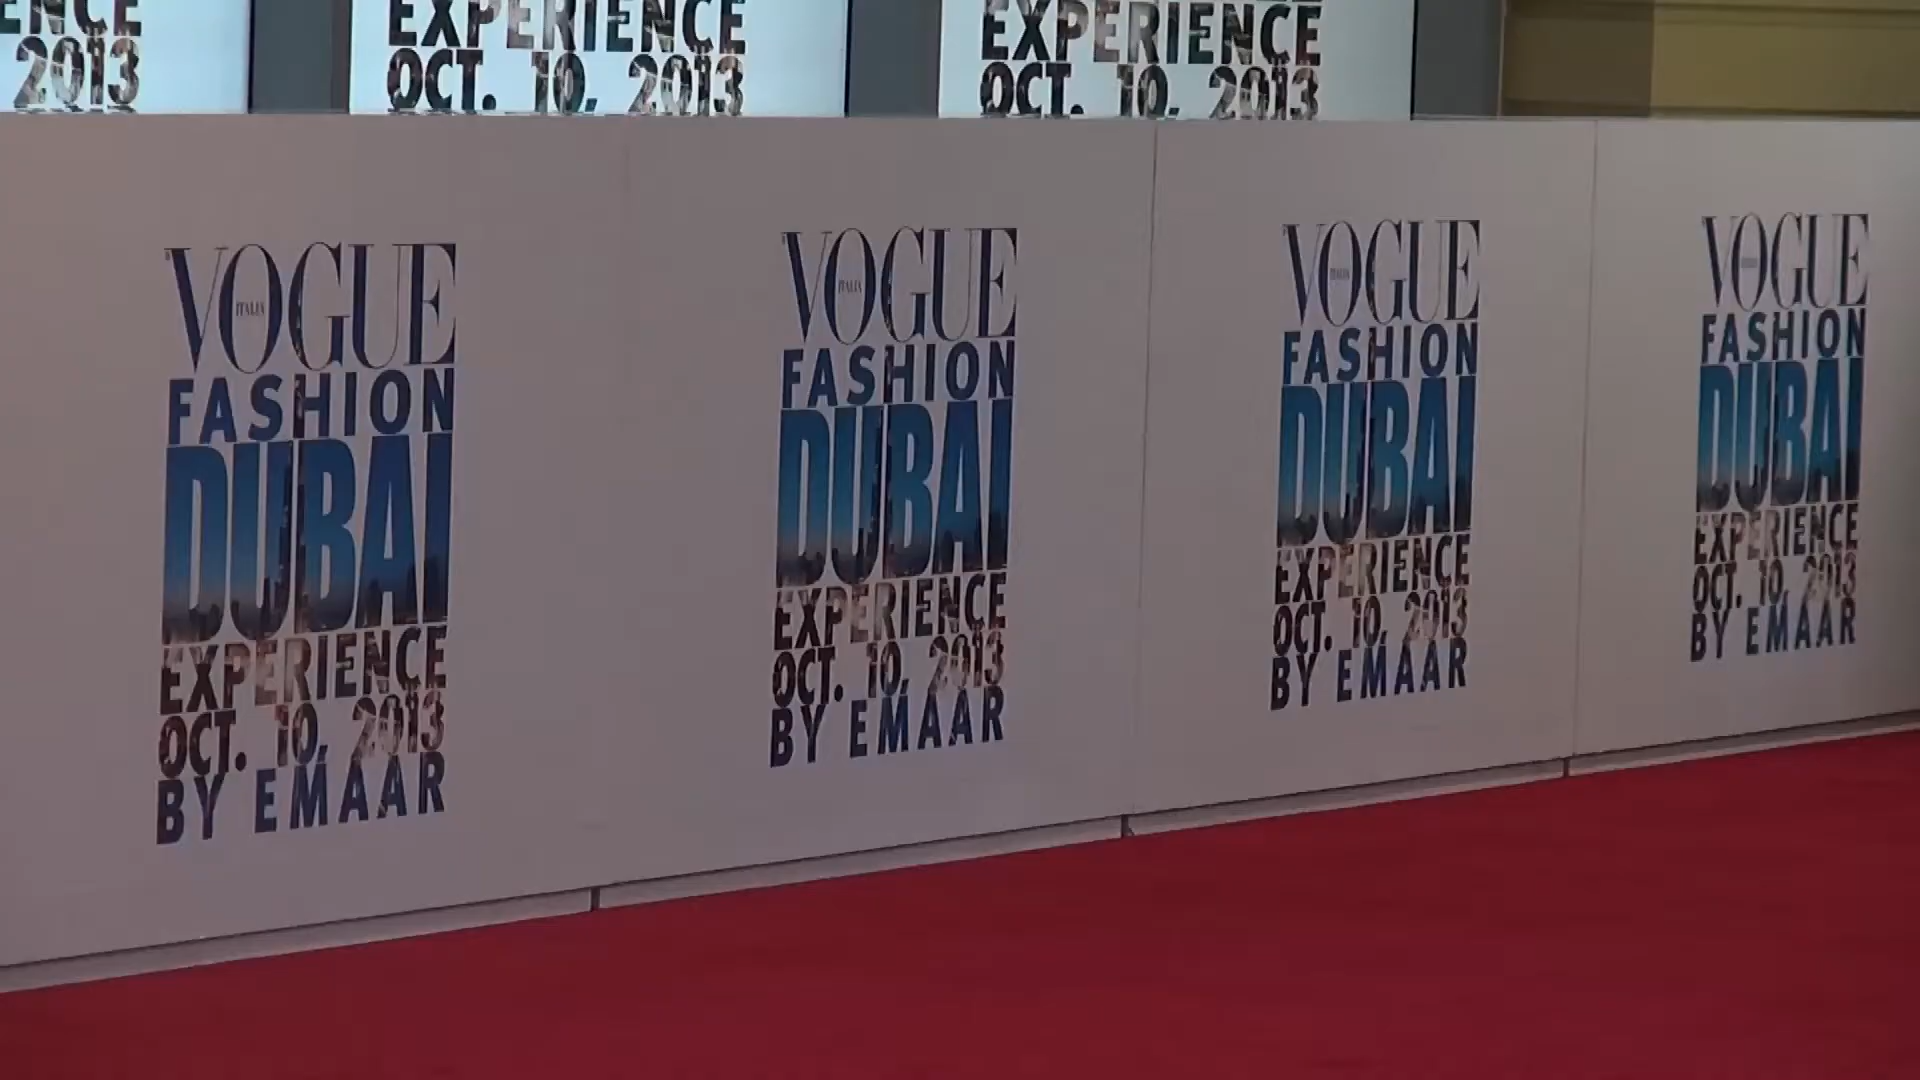 ENCE
2013
EXPERIENCE
OCT. 10, 2013
EXPERIENCE
OCT. 10, 2013
VOGUE
ITALIA
FASHION
DUBAI
EXPERIENCE
OCT. 10, 2013
BY EMAAR
VOGUE
ITALIA
FASHION
DUBAI
EXPERIENCE
OCT. 10, 2013
BY EMAAR
VOGUE
ITALIA
FASHION
DUBAI
EXPERIENCE
OCT. 10, 2013
BY EMAAR
VOGUE
FASHION
DUBAI
EXPERIENCE
OCT. 10, 2013
BY EMAAR